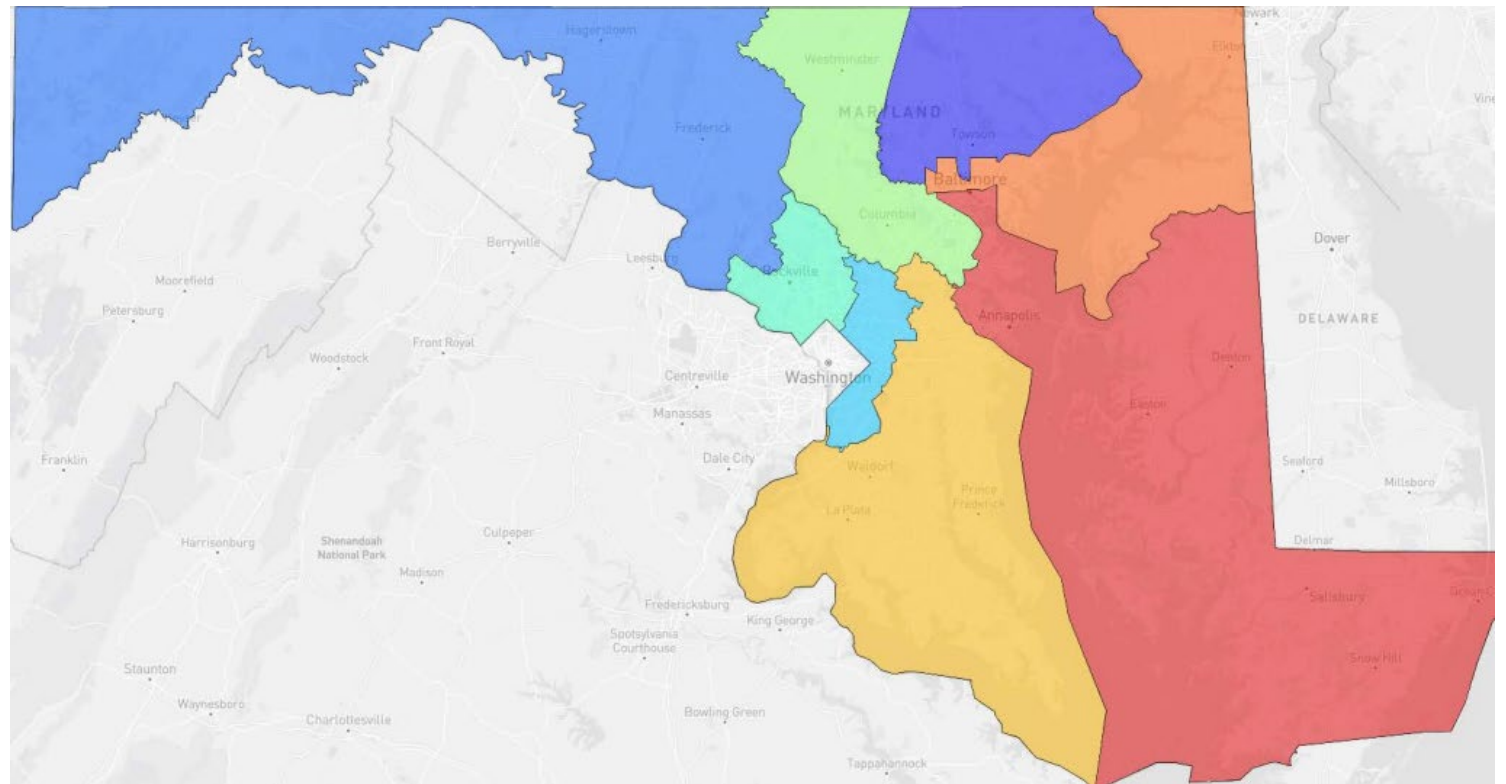 Newark
Hagerstown
Westminster
Elkton
Vine
MARYLAND
Frederick
Towson
Baltimore
Columbia
Berryville
Dover
Leesburg
Rockville
Moorefield
Petersburg
Annapolis
DELAWARE
Front Royal
Woodstock
Denton
Centreville
Washington
Easton
Manassas
Franklin
Dale City
Waldorf
Seaford
Millsboro
Prince
Frederick
La Plata
Culpeper
Harrisonburg
Shenandoah
National Park
Delmar
Madison
Salisbury
Ocean C
Fredericksburg
King George
Spotsylvania
Courthouse
Snow Hill
Staunton
Waynesboro
Charlottesville
Bowling Green
Tappahannock